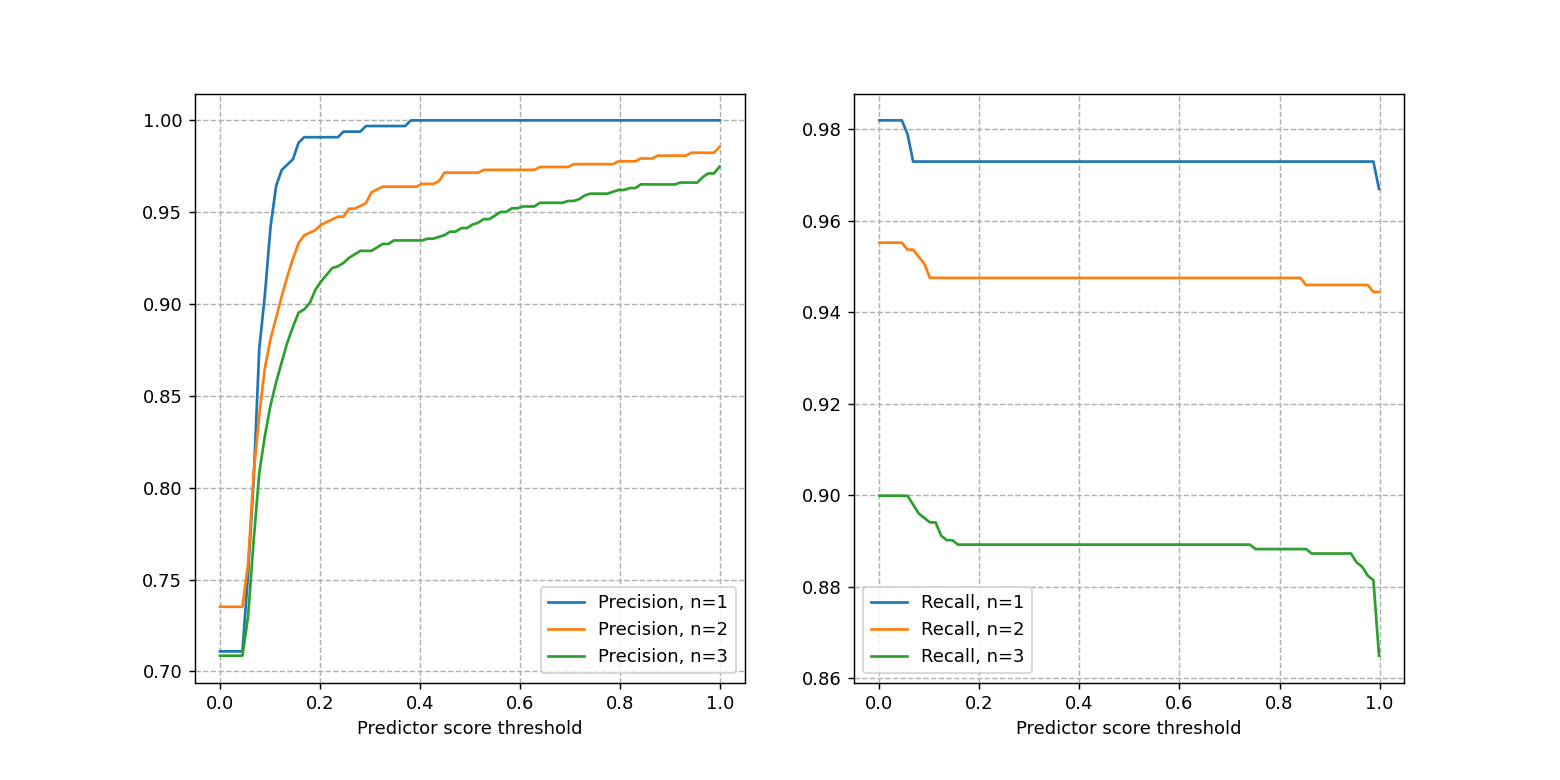 1.00
0.95
0.90
0.85
0.80
0.75
0.70
0.0 0.2 0.4 0.6 0.8 1.0
Predictor score threshold
Precision, n=1
Precision, n=2
Precision, n=3
0.98
0.96
0.94
0.92
0.90
0.88
0.86
0.0 0.2 0.4 0.6 0.8 1.0
Predictor score threshold
Recall, n=1
Recall, n=2
Recall, n=3